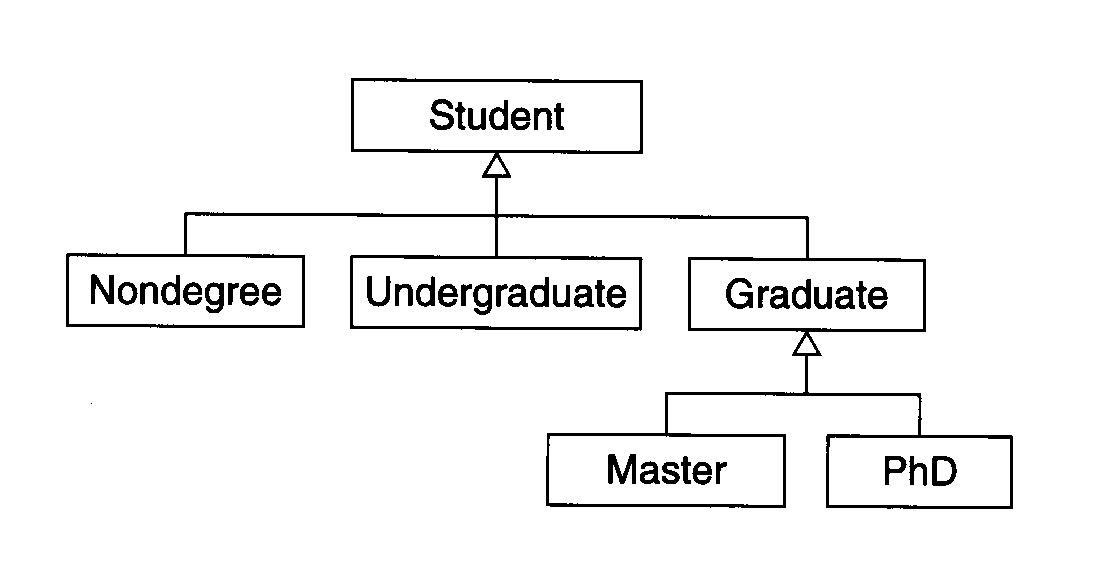 Student
Nondegree
Undergraduate
Graduate
Master
PhD